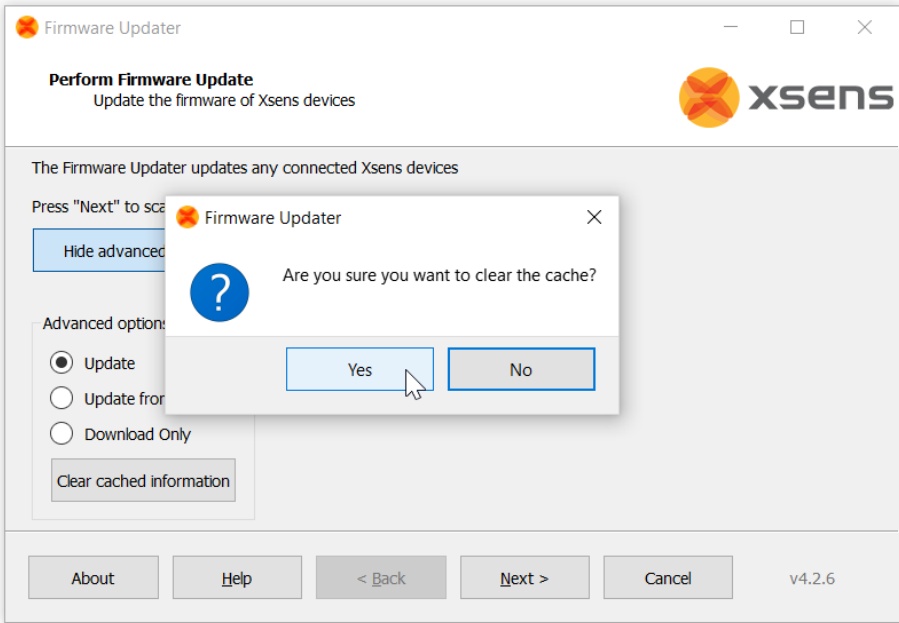 Firmware Updater
Perform Firmware Update
Update the firmware of Xsens devices
xsens
The Firmware Updater updates any connected Xsens devices
Press "Next" to
Hide advanced
Firmware Updater
Are you sure you want to clear the cache?
?
Yes
No
Advanced options
Update
Update
Download Only
Clear cached information
About
Help
< Back
Next >
Cancel
v4.2.6